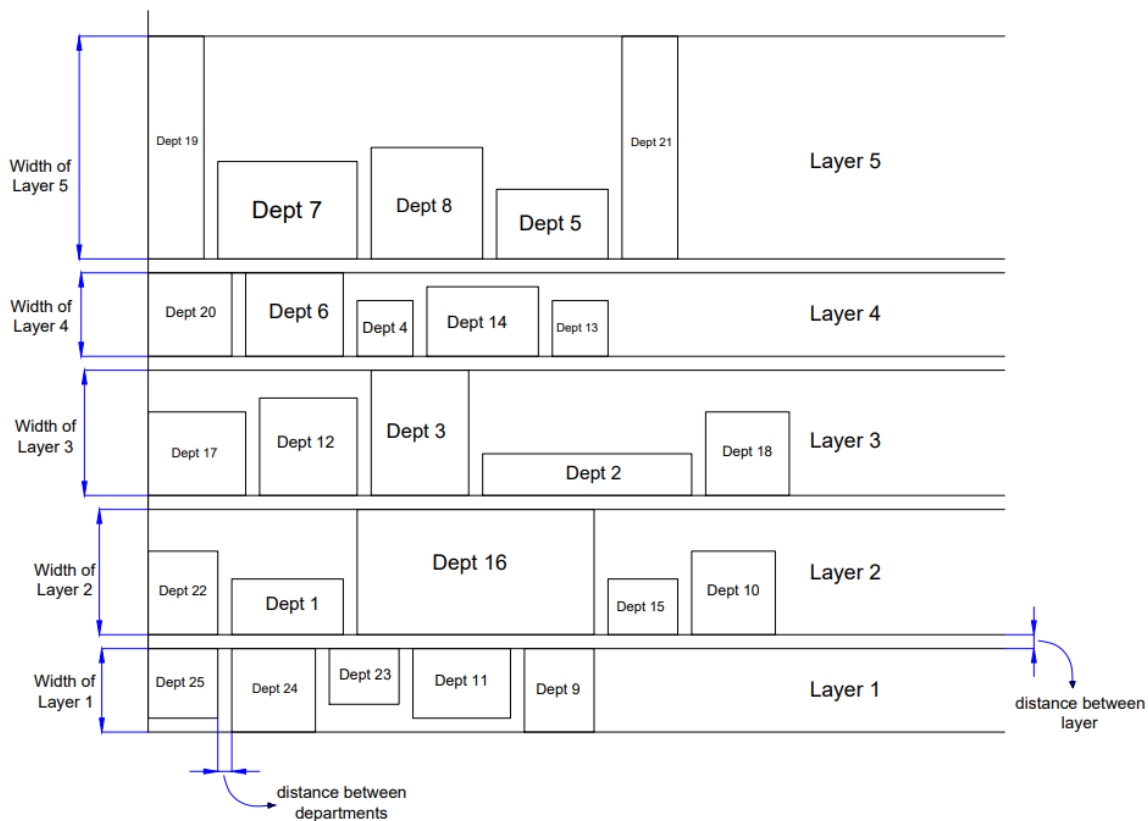 Width of
Layer 5
Dept 19
Dept 7
Dept 8
Dept 5
Dept 21
Layer 5
Width of
Layer 4
Dept 20
Dept 6
Dept 4
Dept 14
Dept 13
Layer 4
Width of
Layer 3
Dept 17
Dept 12
Dept 3
Dept 2
Dept 18
Layer 3
Width of
Layer 2
Dept 22
Dept 1
Dept 16
Dept 15
Dept 10
Layer 2
Width of
Layer 1
Dept 25
Dept 24
Dept 23
Dept 11
Dept 9
Layer 1
distance between
layer
distance between
departments